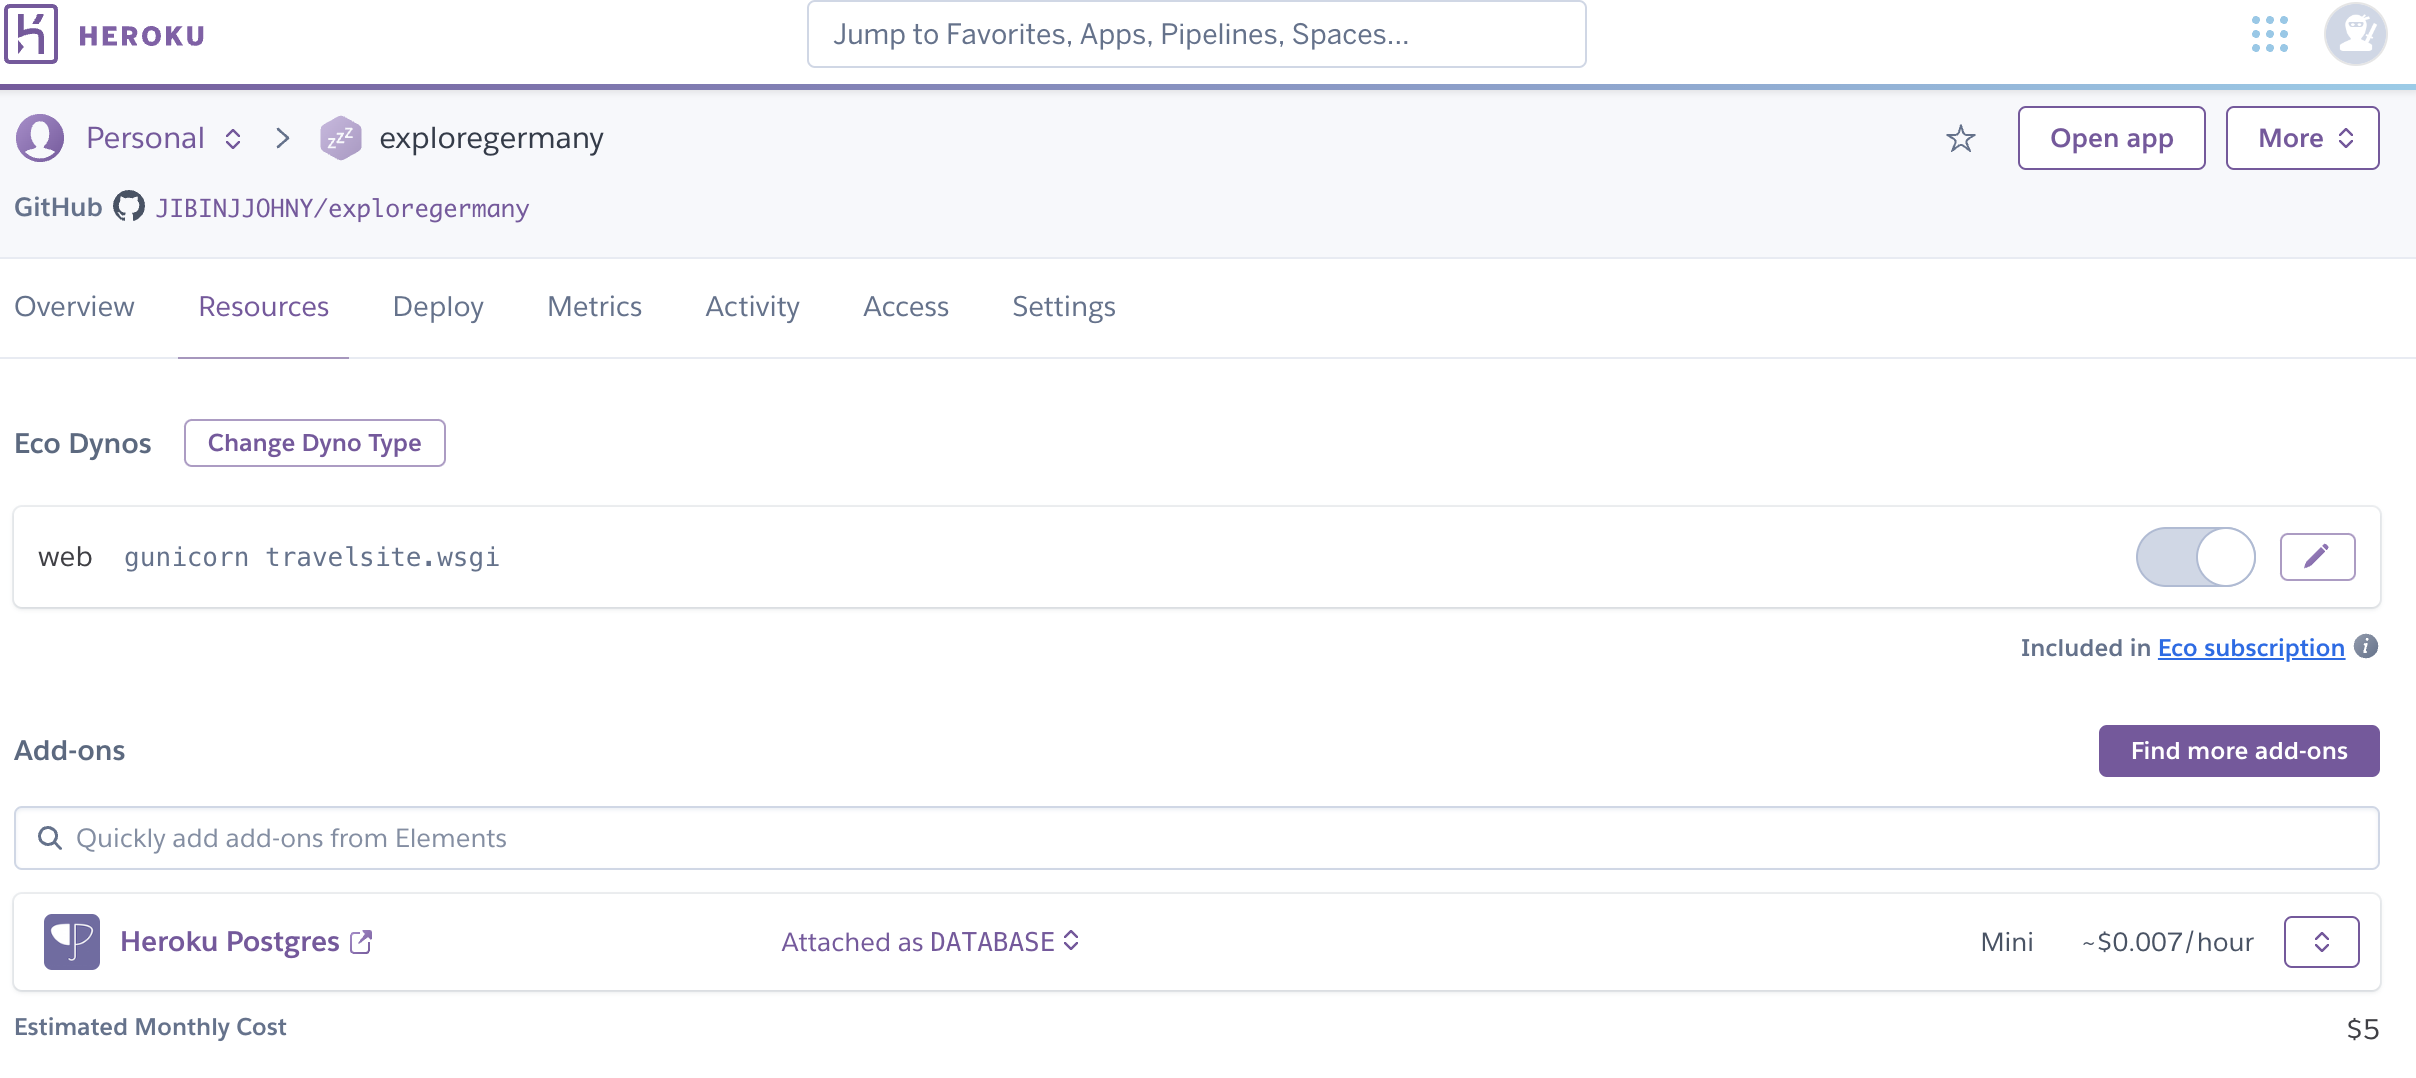 HEROKU
Jump to Favorites, Apps, Pipelines, Spaces...
Personal
zzz
exploregermany
Open app
More
GitHub JIBINJJOHNY/exploregermany
Overview Resources Deploy Metrics Activity Access Settings
Eco Dynos
Change Dyno Type
web gunicorn travelsite.wsgi
Included in Eco subscription i
Add-ons
Find more add-ons
Quickly add add-ons from Elements
Heroku Postgres
Attached as DATABASE
Mini ~$0.007/hour
Estimated Monthly Cost
$5